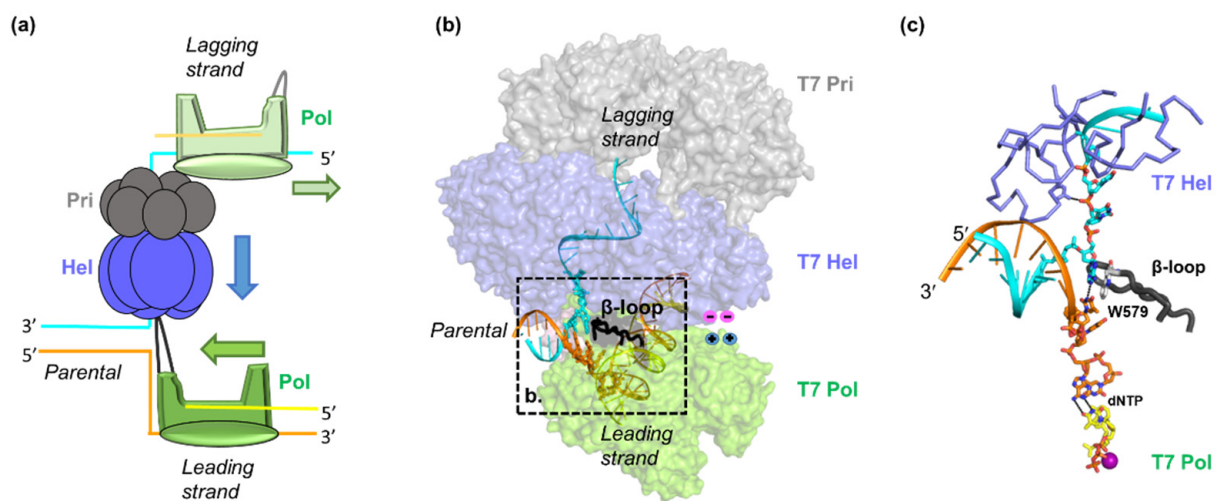 (a)
Lagging
strand
Pol
5′
Pri
Hel
3′
5′
Parental
Pol
5′
3′
Leading
strand
(b)
T7 Pri
Lagging
strand
T7 Hel
β-loop
Parental
- -
+ +
b.
T7 Pol
Leading
strand
(c)
T7 Hel
5′
3′
β-loop
W579
dNTP
T7 Pol